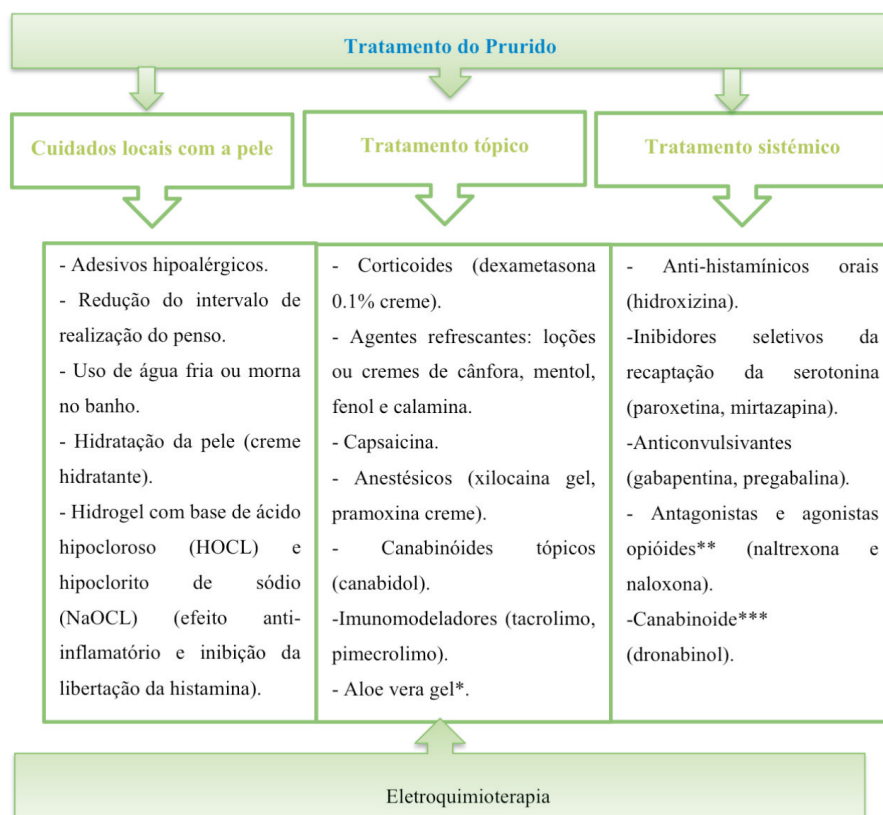 Tratamento do Prurido
Cuidados locais com a pele
Tratamento tópico
Tratamento sistémico
- Adesivos hipoalérgicos.
- Redução do intervalo de
realização do penso.
- Uso de água fria ou morna
no banho.
- Hidratação da pele (creme
hidratante).
- Hidrogel com base de ácido
hipocloroso (HOCL) e
hipoclorito de sódio
(NaOCL) (efeito anti-
inflamatório e inibição da
libertação da histamina).
- Corticoides (dexametasona
0.1% creme).
- Agentes refrescantes: loções
ou cremes de cânfora, mentol,
fenol e calamina.
- Capsaicina.
- Anestésicos (xilocaina gel,
pramoxina creme).
- Canabinóides tópicos
(canabidol).
-Imunomodeladores (tacrolimo,
pimecrolimo).
- Aloe vera gel*.
- Anti-histamínicos orais
(hidroxizina).
-Inibidores seletivos da
recaptação da serotonina
(paroxetina, mirtazapina).
-Anticonvulsivantes
(gabapentina, pregabalina).
- Antagonistas e agonistas
opióides** (naltrexona e
naloxona).
-Canabinoide***
(dronabinol).
Eletroquimioterapia